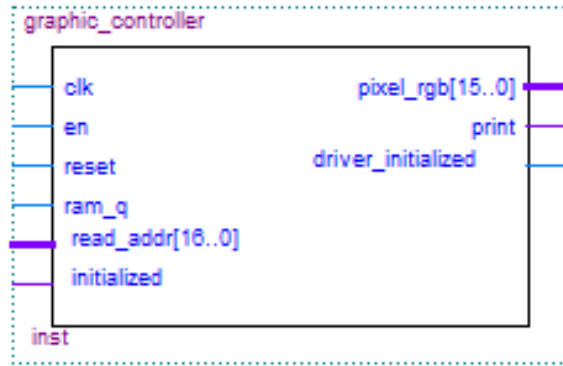 graphic_controller
clk
en
reset
ram_q
read_addr[16..0]
initialized
pixel_rgb[15..0]
print
driver_initialized
inst